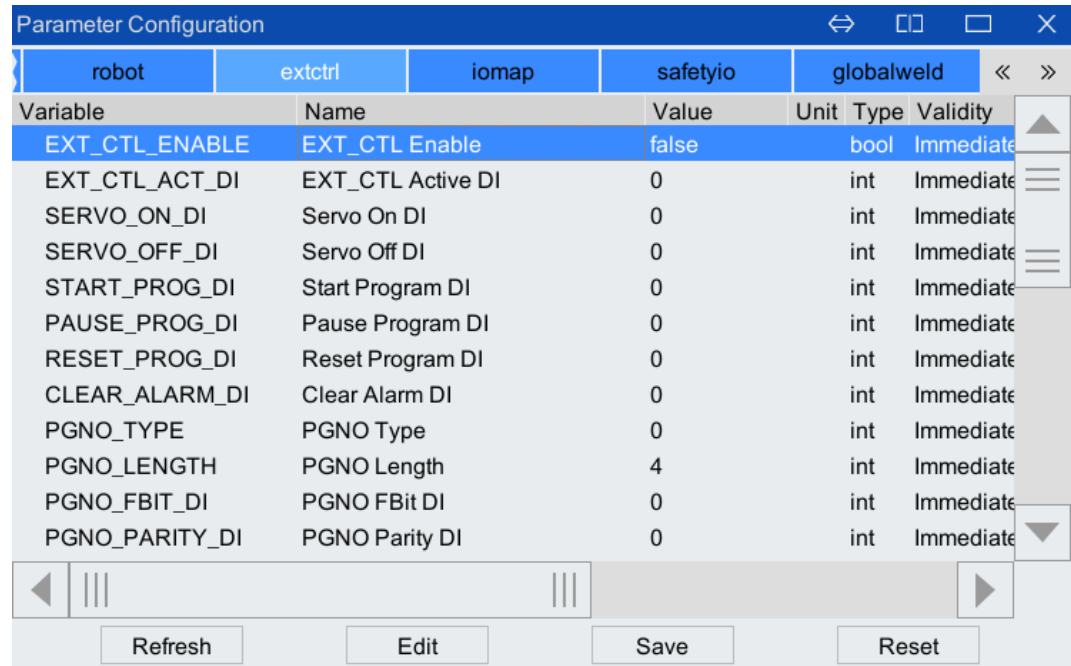 Parameter Configuration
robot extctrl iomap safetyio globalweld
Variable Name Value Unit Type Validity
EXT_CTL_ENABLE EXT_CTL Enable false bool Immediate
EXT_CTL_ACT_DI EXT_CTL Active DI 0 int Immediate
SERVO_ON_DI Servo On DI 0 int Immediate
SERVO_OFF_DI Servo Off DI 0 int Immediate
START_PROG_DI Start Program DI 0 int Immediate
PAUSE_PROG_DI Pause Program DI 0 int Immediate
RESET_PROG_DI Reset Program DI 0 int Immediate
CLEAR_ALARM_DI Clear Alarm DI 0 int Immediate
PGNO_TYPE PGNO Type 0 int Immediate
PGNO_LENGTH PGNO Length 4 int Immediate
PGNO_FBIT_DI PGNO FBit DI 0 int Immediate
PGNO_PARITY_DI PGNO Parity DI 0 int Immediate
Refresh Edit Save Reset